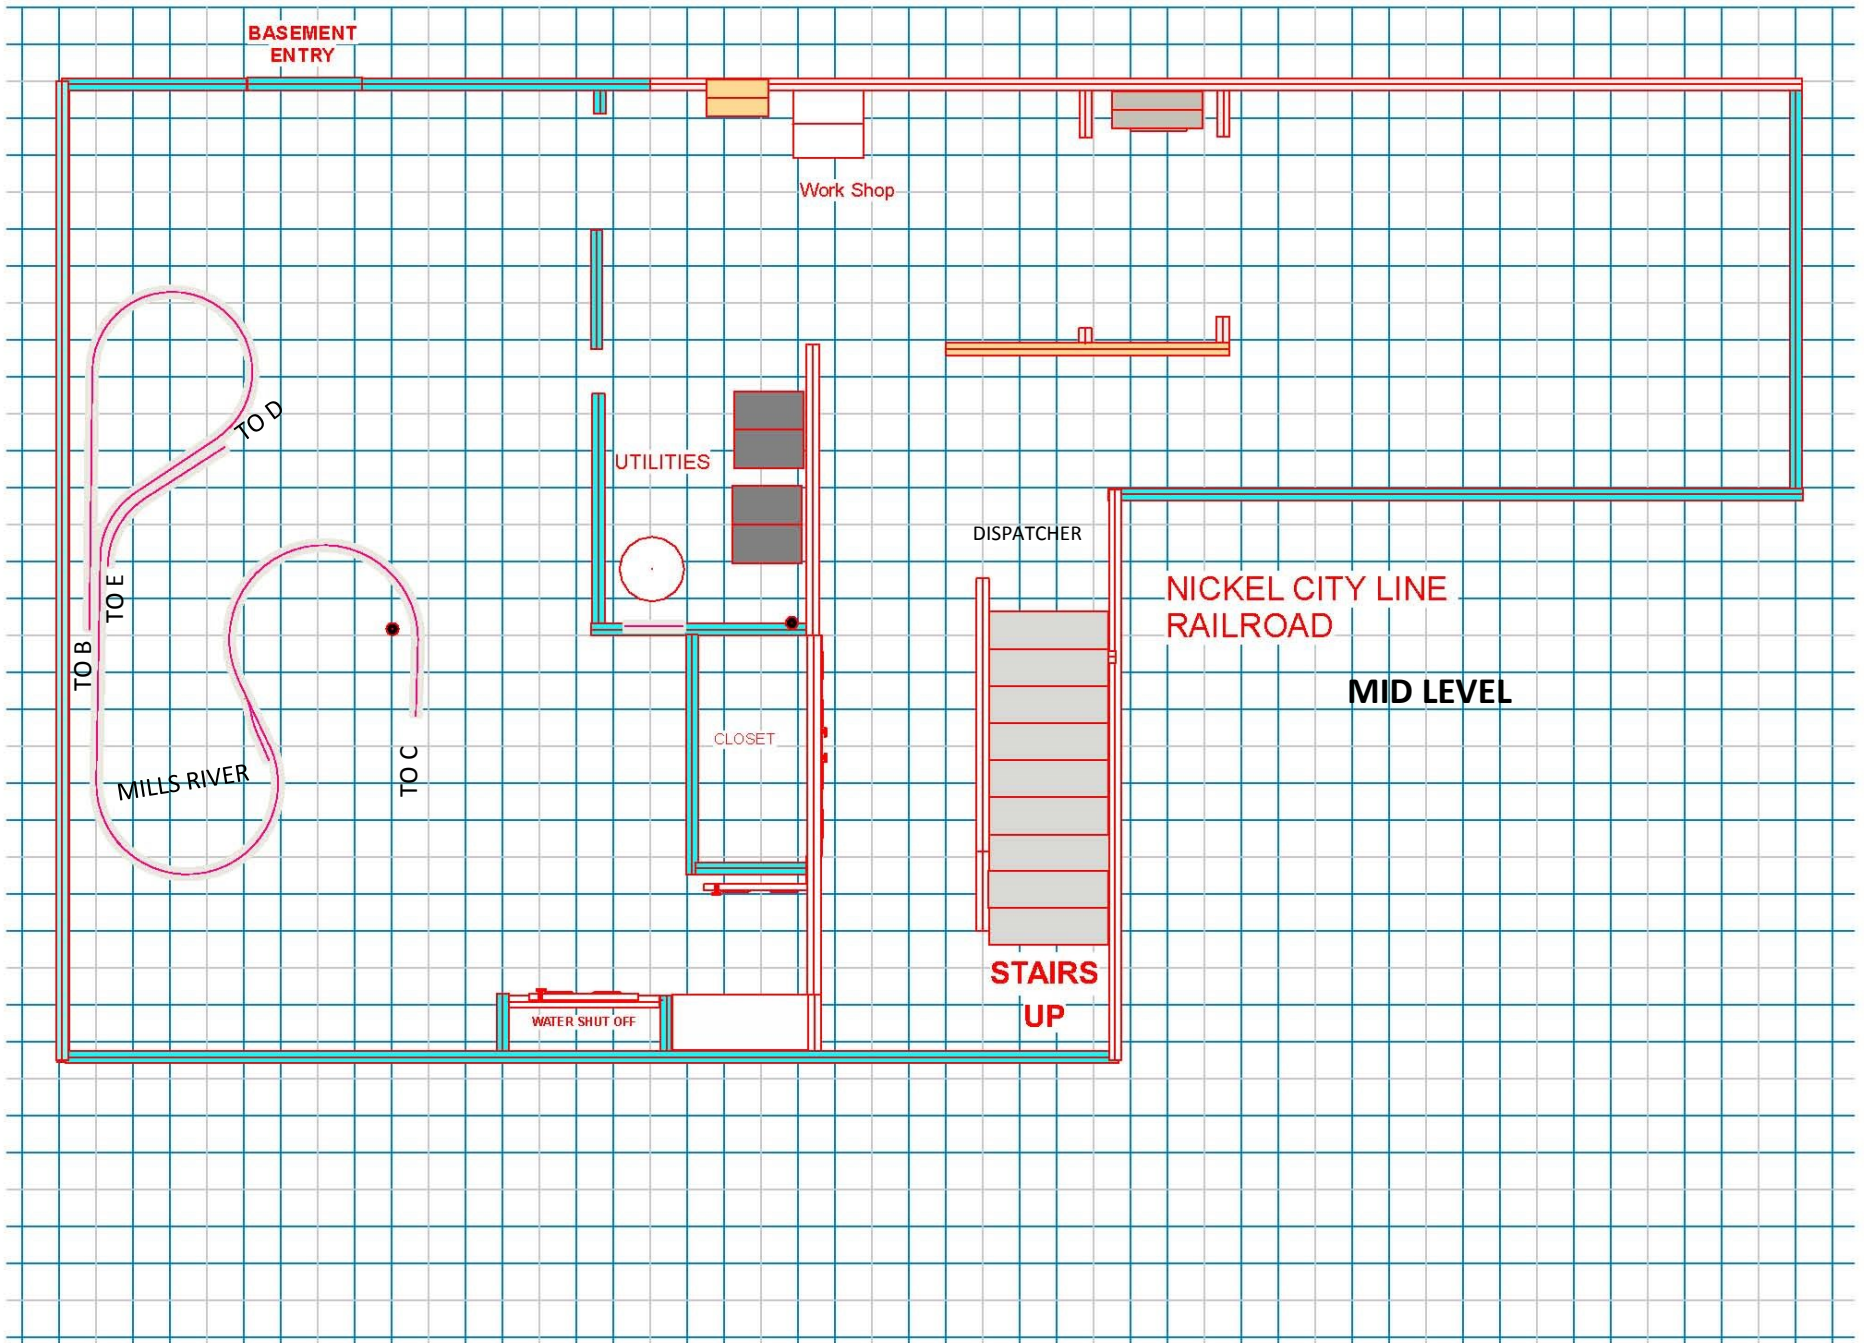 BASEMENT
ENTRY
Work Shop
TO D
UTILITIES
DISPATCHER
TO E
NICKEL CITY LINE
RAILROAD
TO B
MID LEVEL
CLOSET
TO C
MILLS RIVER
STAIRS
UP
WATER SHUT OFF